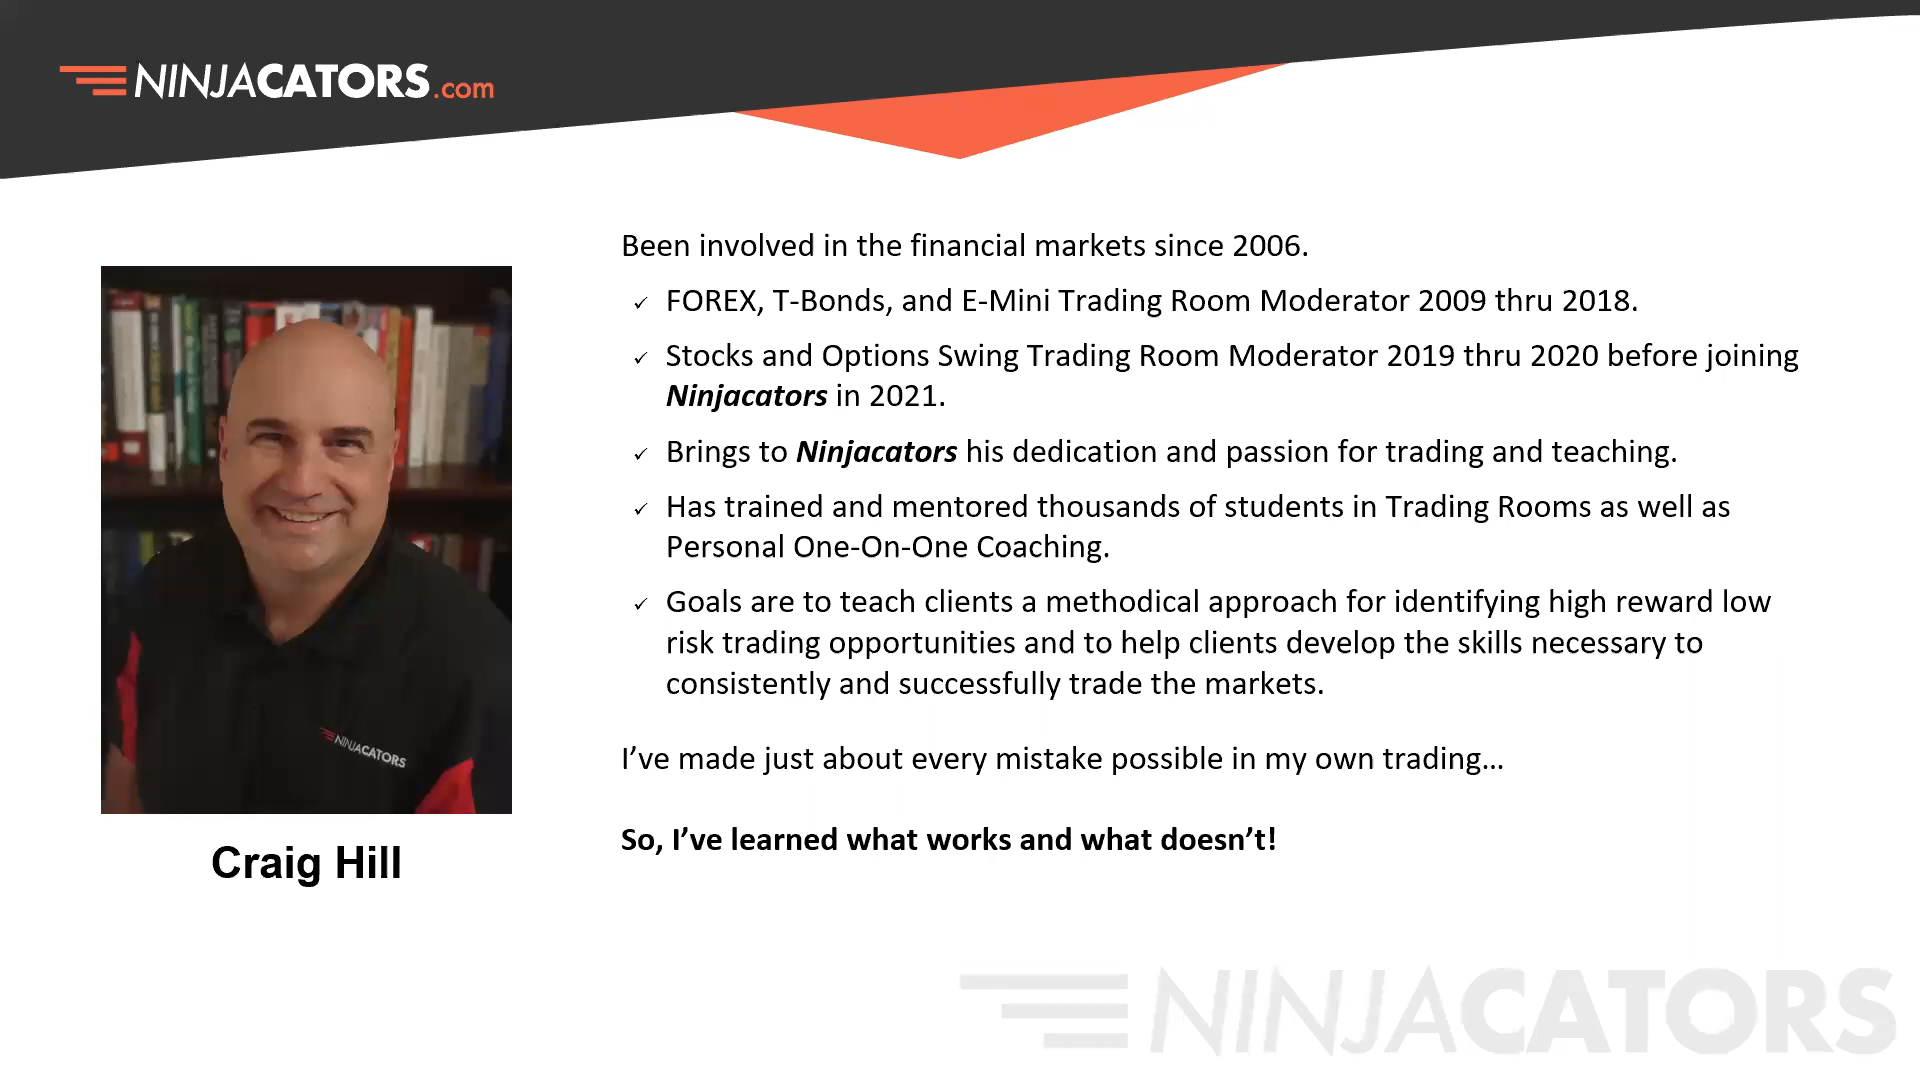 NINJACATORS.com
Been involved in the financial markets since 2006.
✓ FOREX, T-Bonds, and E-Mini Trading Room Moderator 2009 thru 2018.
✓ Stocks and Options Swing Trading Room Moderator 2019 thru 2020 before joining
Ninjacators in 2021.
✓ Brings to Ninjacators his dedication and passion for trading and teaching.
✓ Has trained and mentored thousands of students in Trading Rooms as well as
Personal One-On-One Coaching.
✓ Goals are to teach clients a methodical approach for identifying high reward low
risk trading opportunities and to help clients develop the skills necessary to
consistently and successfully trade the markets.
I’ve made just about every mistake possible in my own trading...
So, I’ve learned what works and what doesn’t!
NINJACATORS
Craig Hill
NINJACATORS